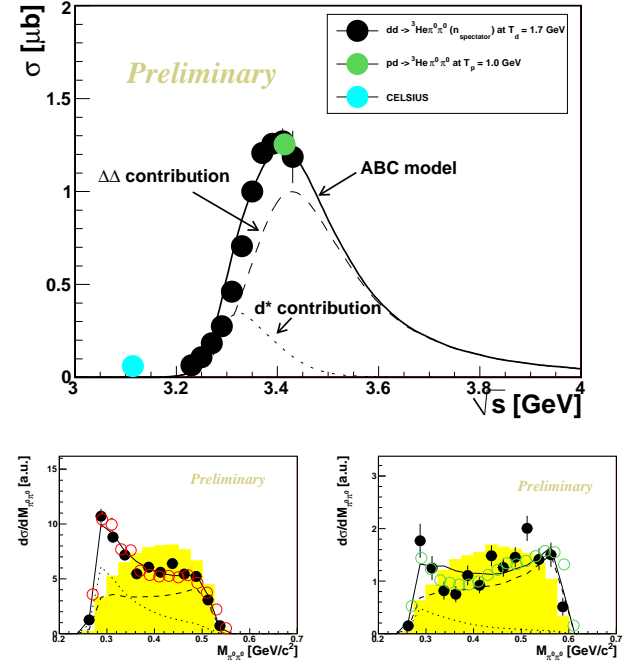 σ [μb]
2
1.5
1
0.5
0
3
3.2
3.4
3.6
3.8
4
√s [GeV]
Preliminary
dd -> ³Heπ⁰π⁰ (n_spectator) at T_d = 1.7 GeV
pd -> ³Heπ⁰π⁰ at T_p = 1.0 GeV
CELSIUS
ΔΔ contribution
ABC model
d* contribution
dσ/dM_π⁰π⁰ [a.u.]
15
10
5
0
0.2
0.3
0.4
0.5
0.6
0.7
M_π⁰π⁰ [GeV/c²]
Preliminary
dσ/dM_π⁰π⁰ [a.u.]
3
2
1
0
0.2
0.3
0.4
0.5
0.6
0.7
M_π⁰π⁰ [GeV/c²]
Preliminary